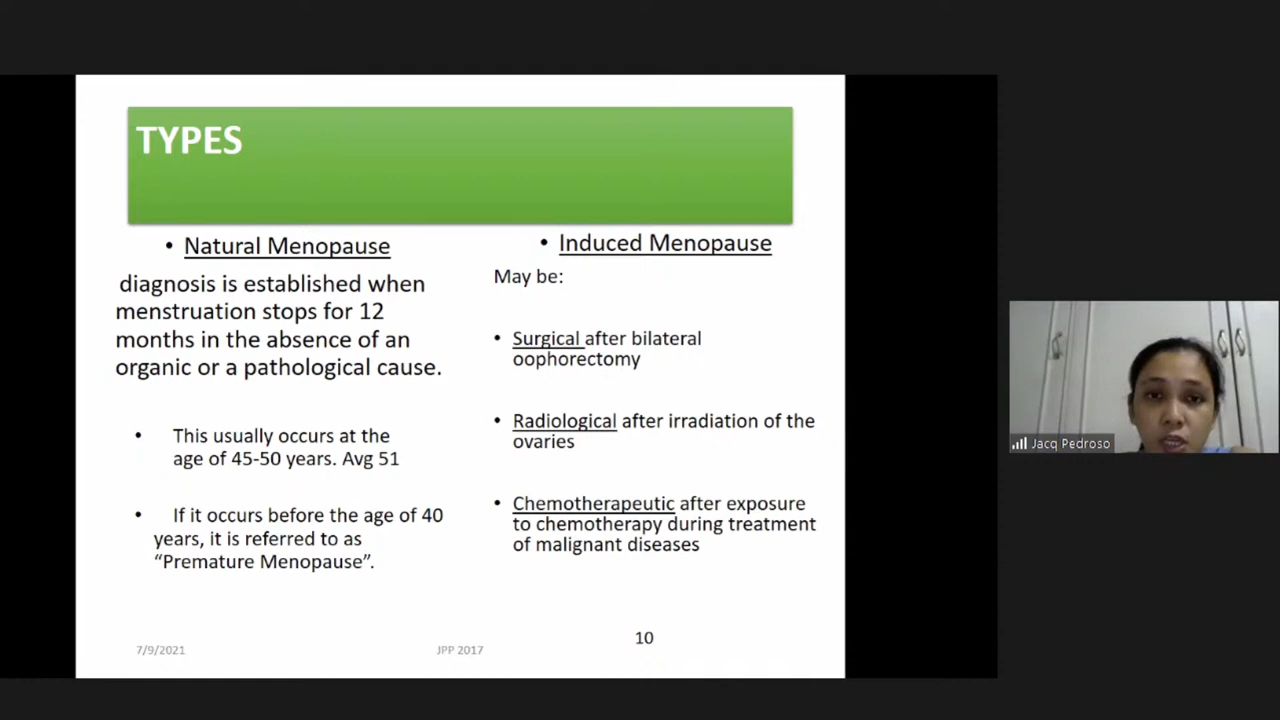 TYPES
• Natural Menopause
diagnosis is established when
menstruation stops for 12
months in the absence of an
organic or a pathological cause.
• This usually occurs at the
age of 45-50 years. Avg 51
• If it occurs before the age of 40
years, it is referred to as
“Premature Menopause”.
• Induced Menopause
May be:
• Surgical after bilateral
oophorectomy
• Radiological after irradiation of the
ovaries
• Chemotherapeutic after exposure
to chemotherapy during treatment
of malignant diseases
7/9/2021
JPP 2017
10
Jacq Pedroso